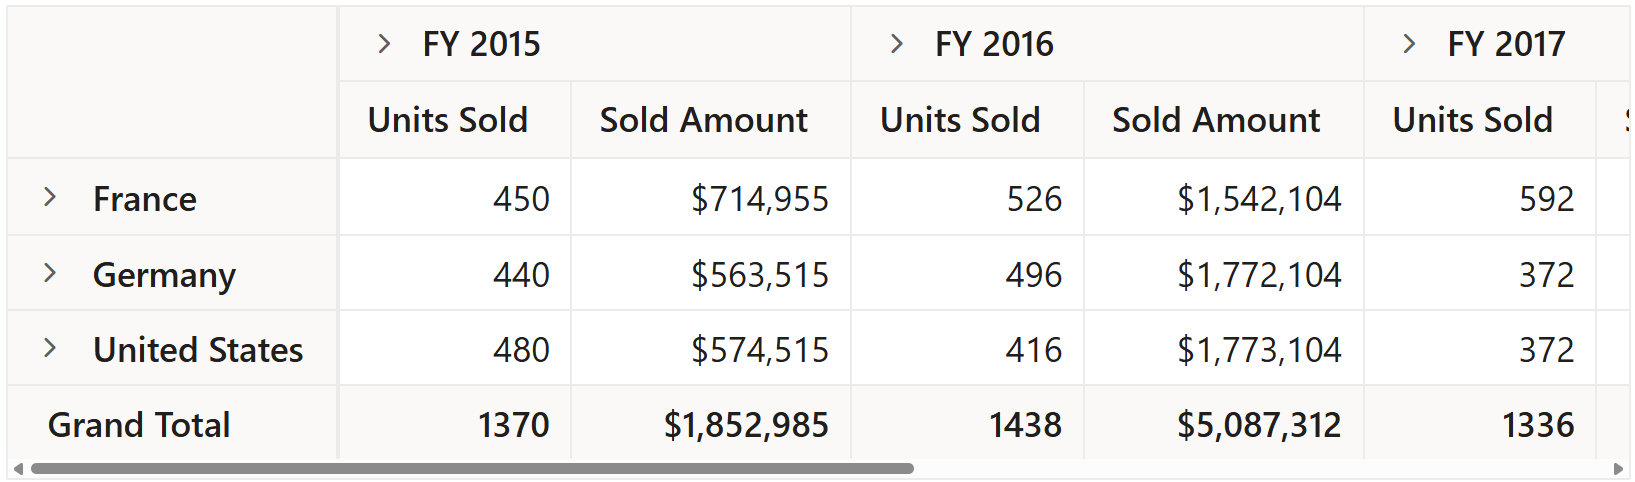 FY 2015 FY 2016 FY 2017
Units Sold Sold Amount Units Sold Sold Amount Units Sold
France 450 $714,955 526 $1,542,104 592
Germany 440 $563,515 496 $1,772,104 372
United States 480 $574,515 416 $1,773,104 372
Grand Total 1370 $1,852,985 1438 $5,087,312 1336